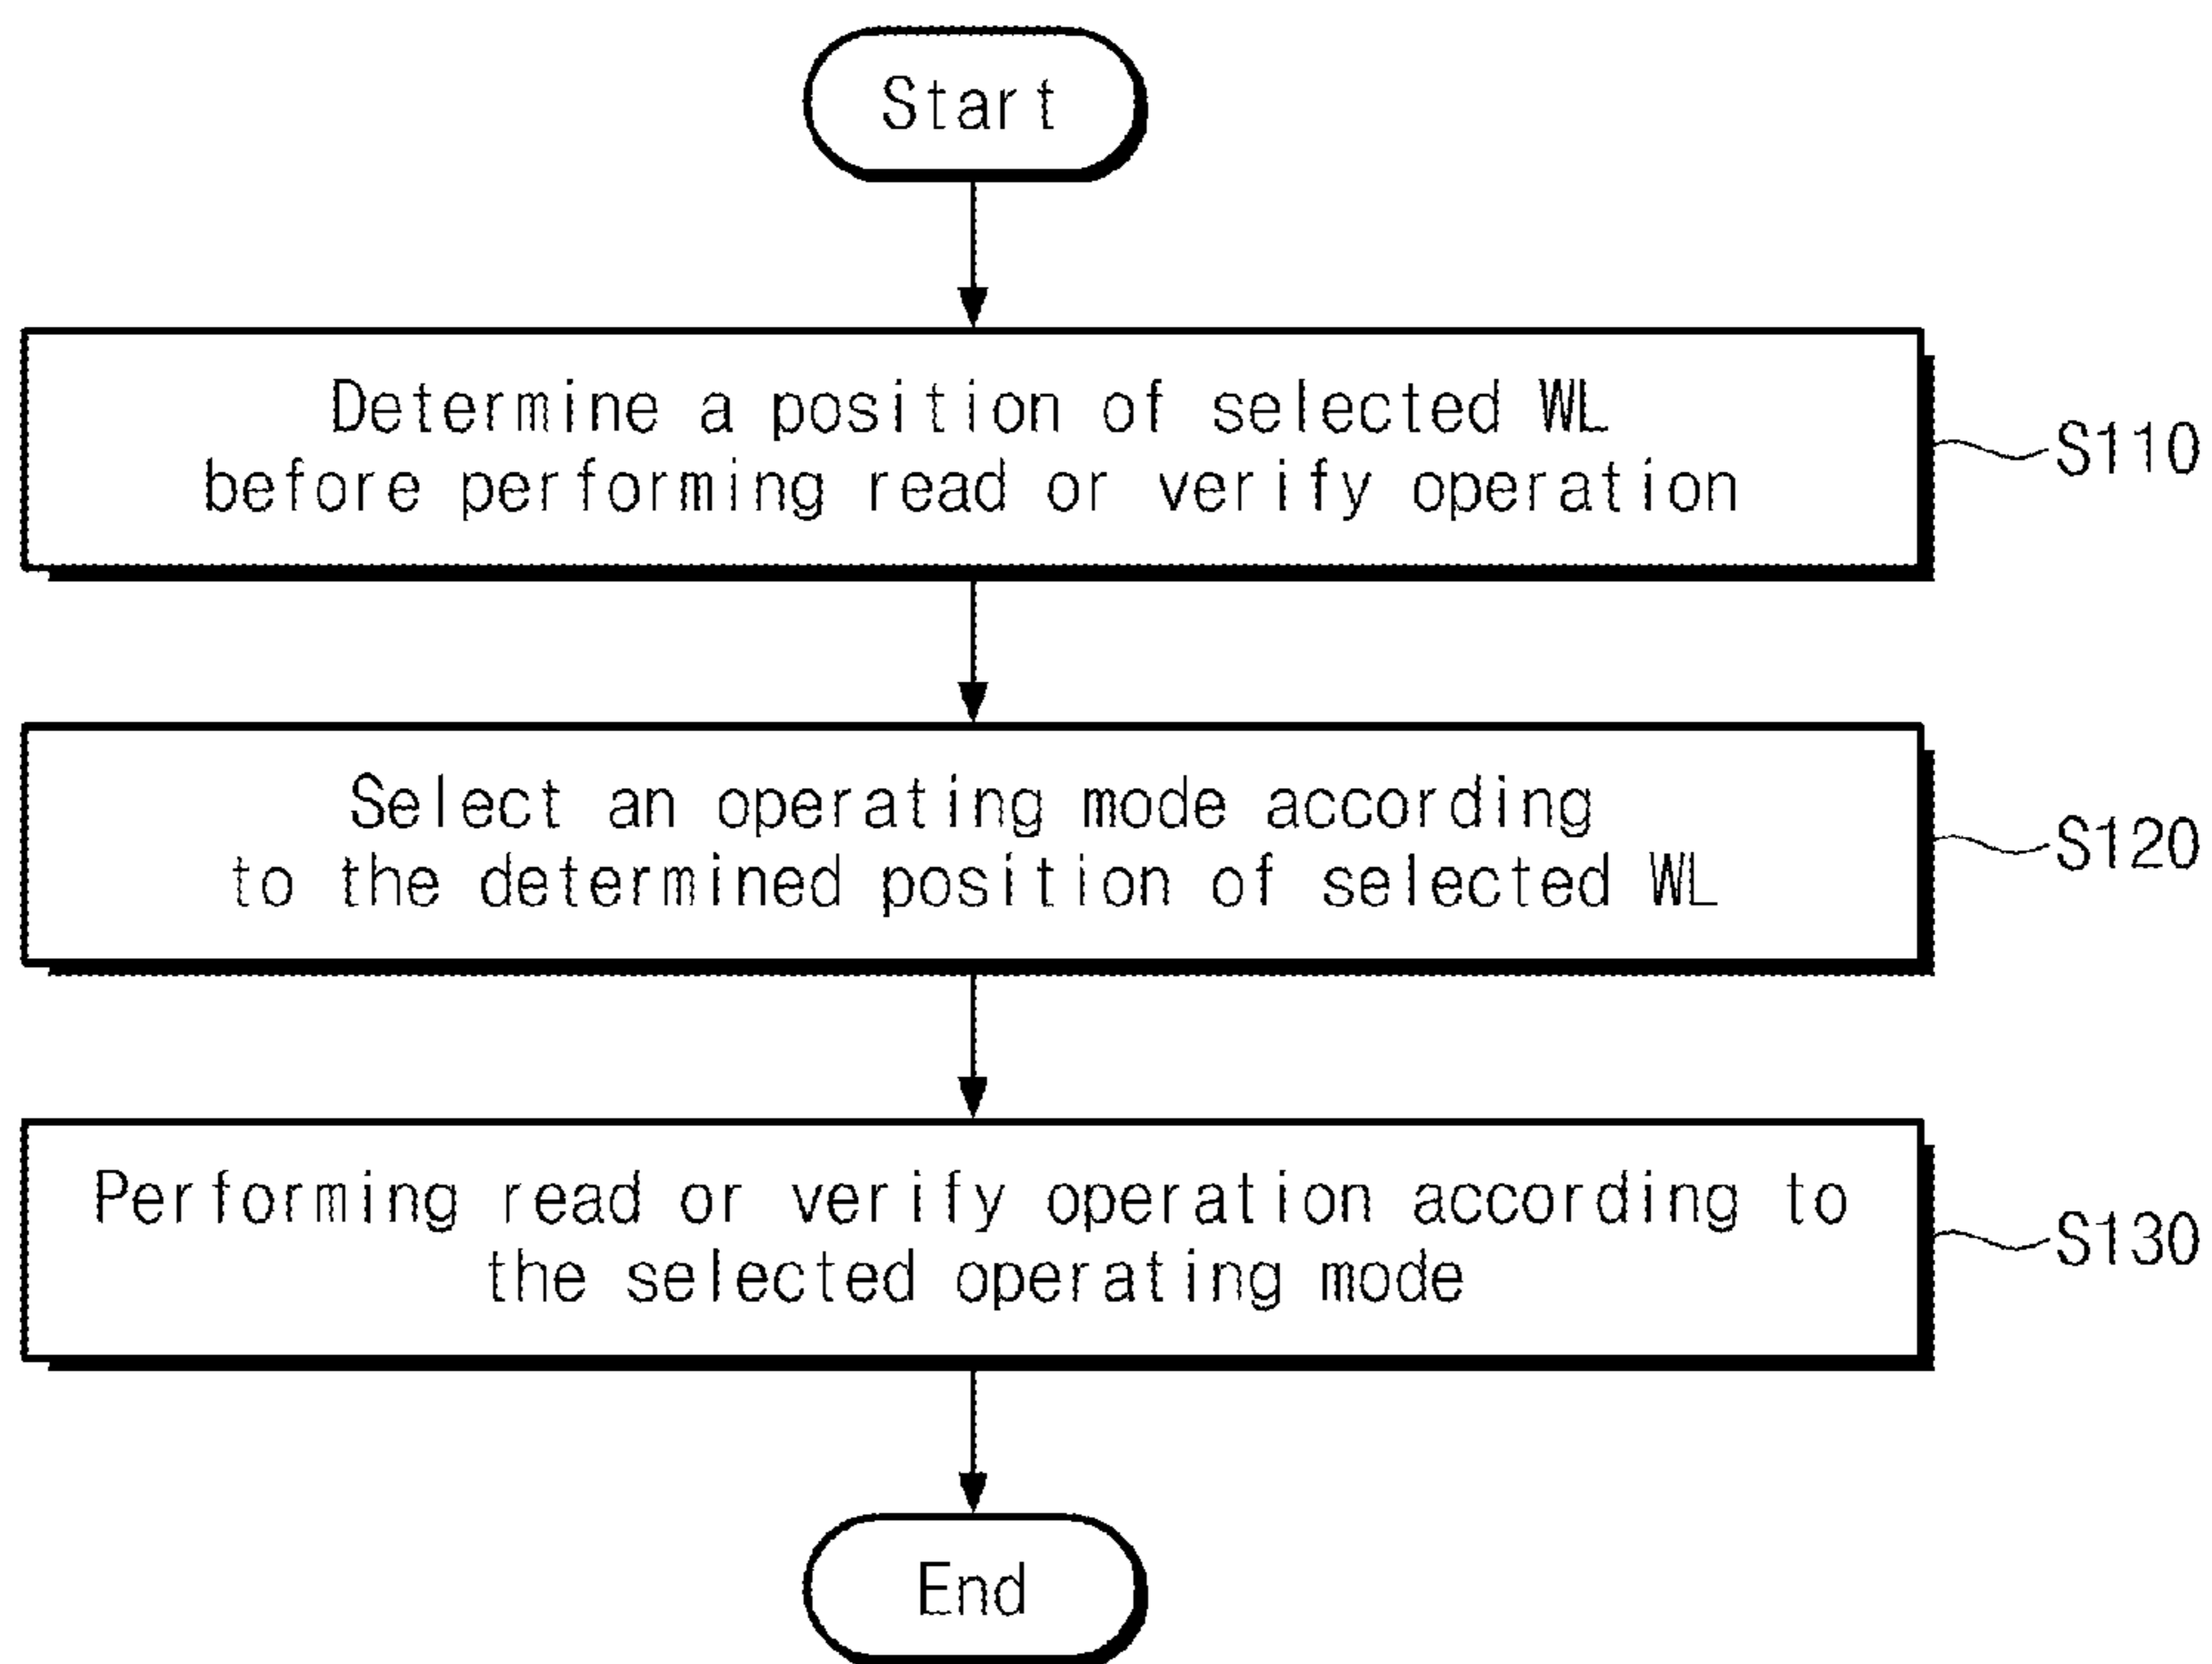 Start
Determine a position of selected WL
before performing read or verify operation
S110
Select an operating mode according
to the determined position of selected WL
S120
Performing read or verify operation according to
the selected operating mode
S130
End